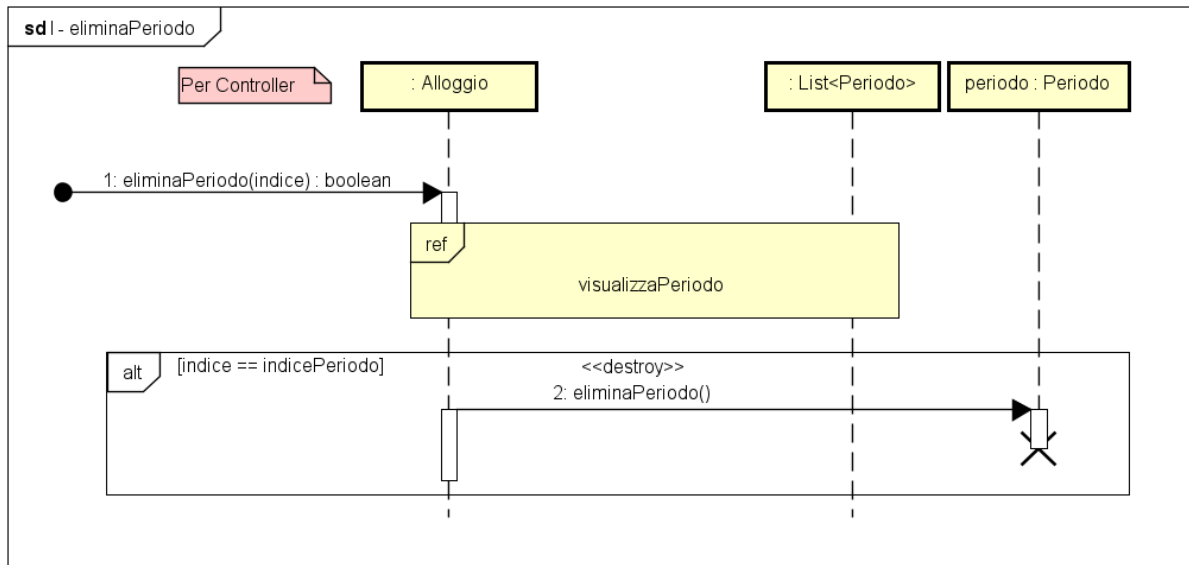 sd I - eliminaPeriodo
Per Controller
: Alloggio
: List<Periodo>
periodo : Periodo
1: eliminaPeriodo(indice) : boolean
ref
visualizzaPeriodo
alt
[indice == indicePeriodo]
<<destroy>>
2: eliminaPeriodo()